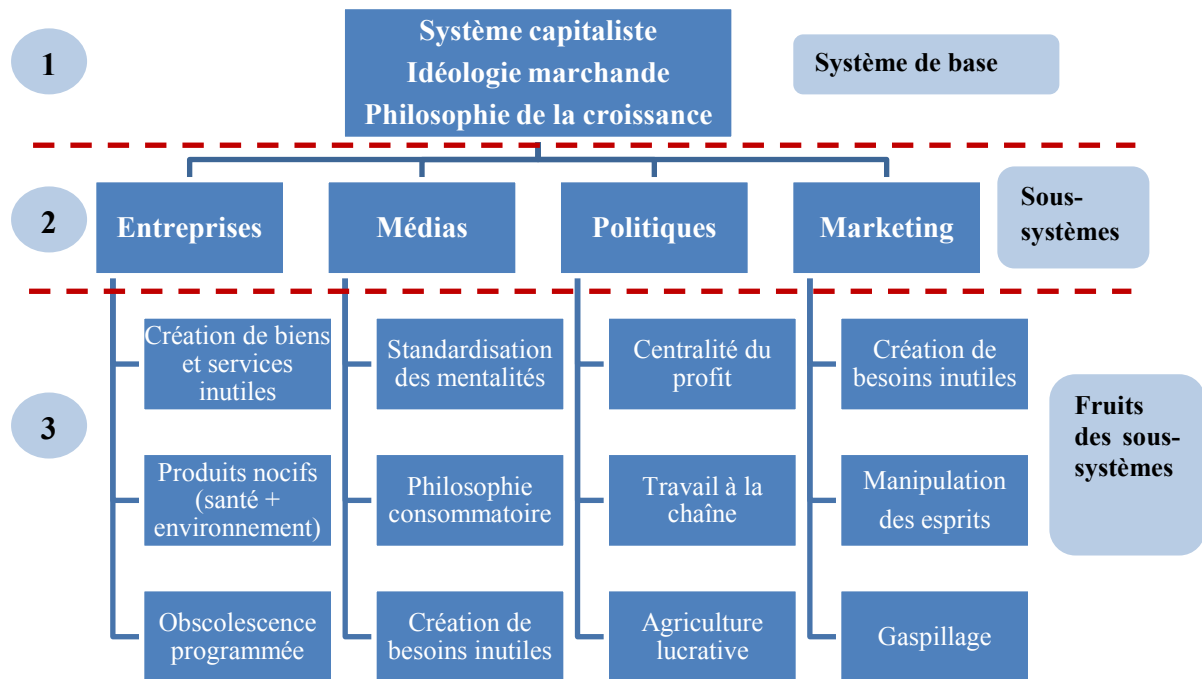 1
Système capitaliste
Idéologie marchande
Philosophie de la croissance
Système de base
2
Entreprises
Médias
Politiques
Marketing
Sous-
systèmes
3
Création de biens
et services
inutiles
Standardisation
des mentalités
Centralité du
profit
Création de
besoins inutiles
Fruits
des sous-
systèmes
Produits nocifs
(santé +
environnement)
Philosophie
consommatoire
Travail à la
chaîne
Manipulation
des esprits
Obscolescence
programmée
Création de
besoins inutiles
Agriculture
lucrative
Gaspillage